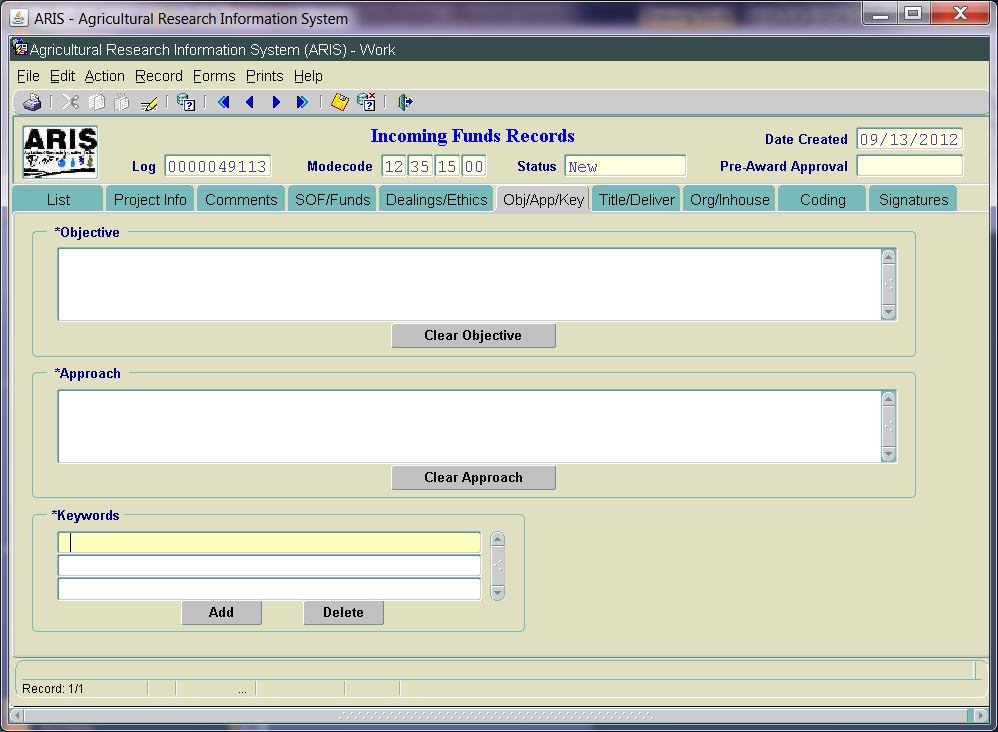 ARIS - Agricultural Research Information System
Agricultural Research Information System (ARIS) - Work
File Edit Action Record Forms Prints Help
Incoming Funds Records
Date Created 09/13/2012
ARIS
Log 0000049113 Modecode 12 35 15 00 Status New Pre-Award Approval
List Project Info Comments SOF/Funds Dealings/Ethics Obj/App/Key Title/Deliver Org/Inhouse Coding Signatures
*Objective
Clear Objective
*Approach
Clear Approach
*Keywords
Add Delete
Record: 1/1 ...